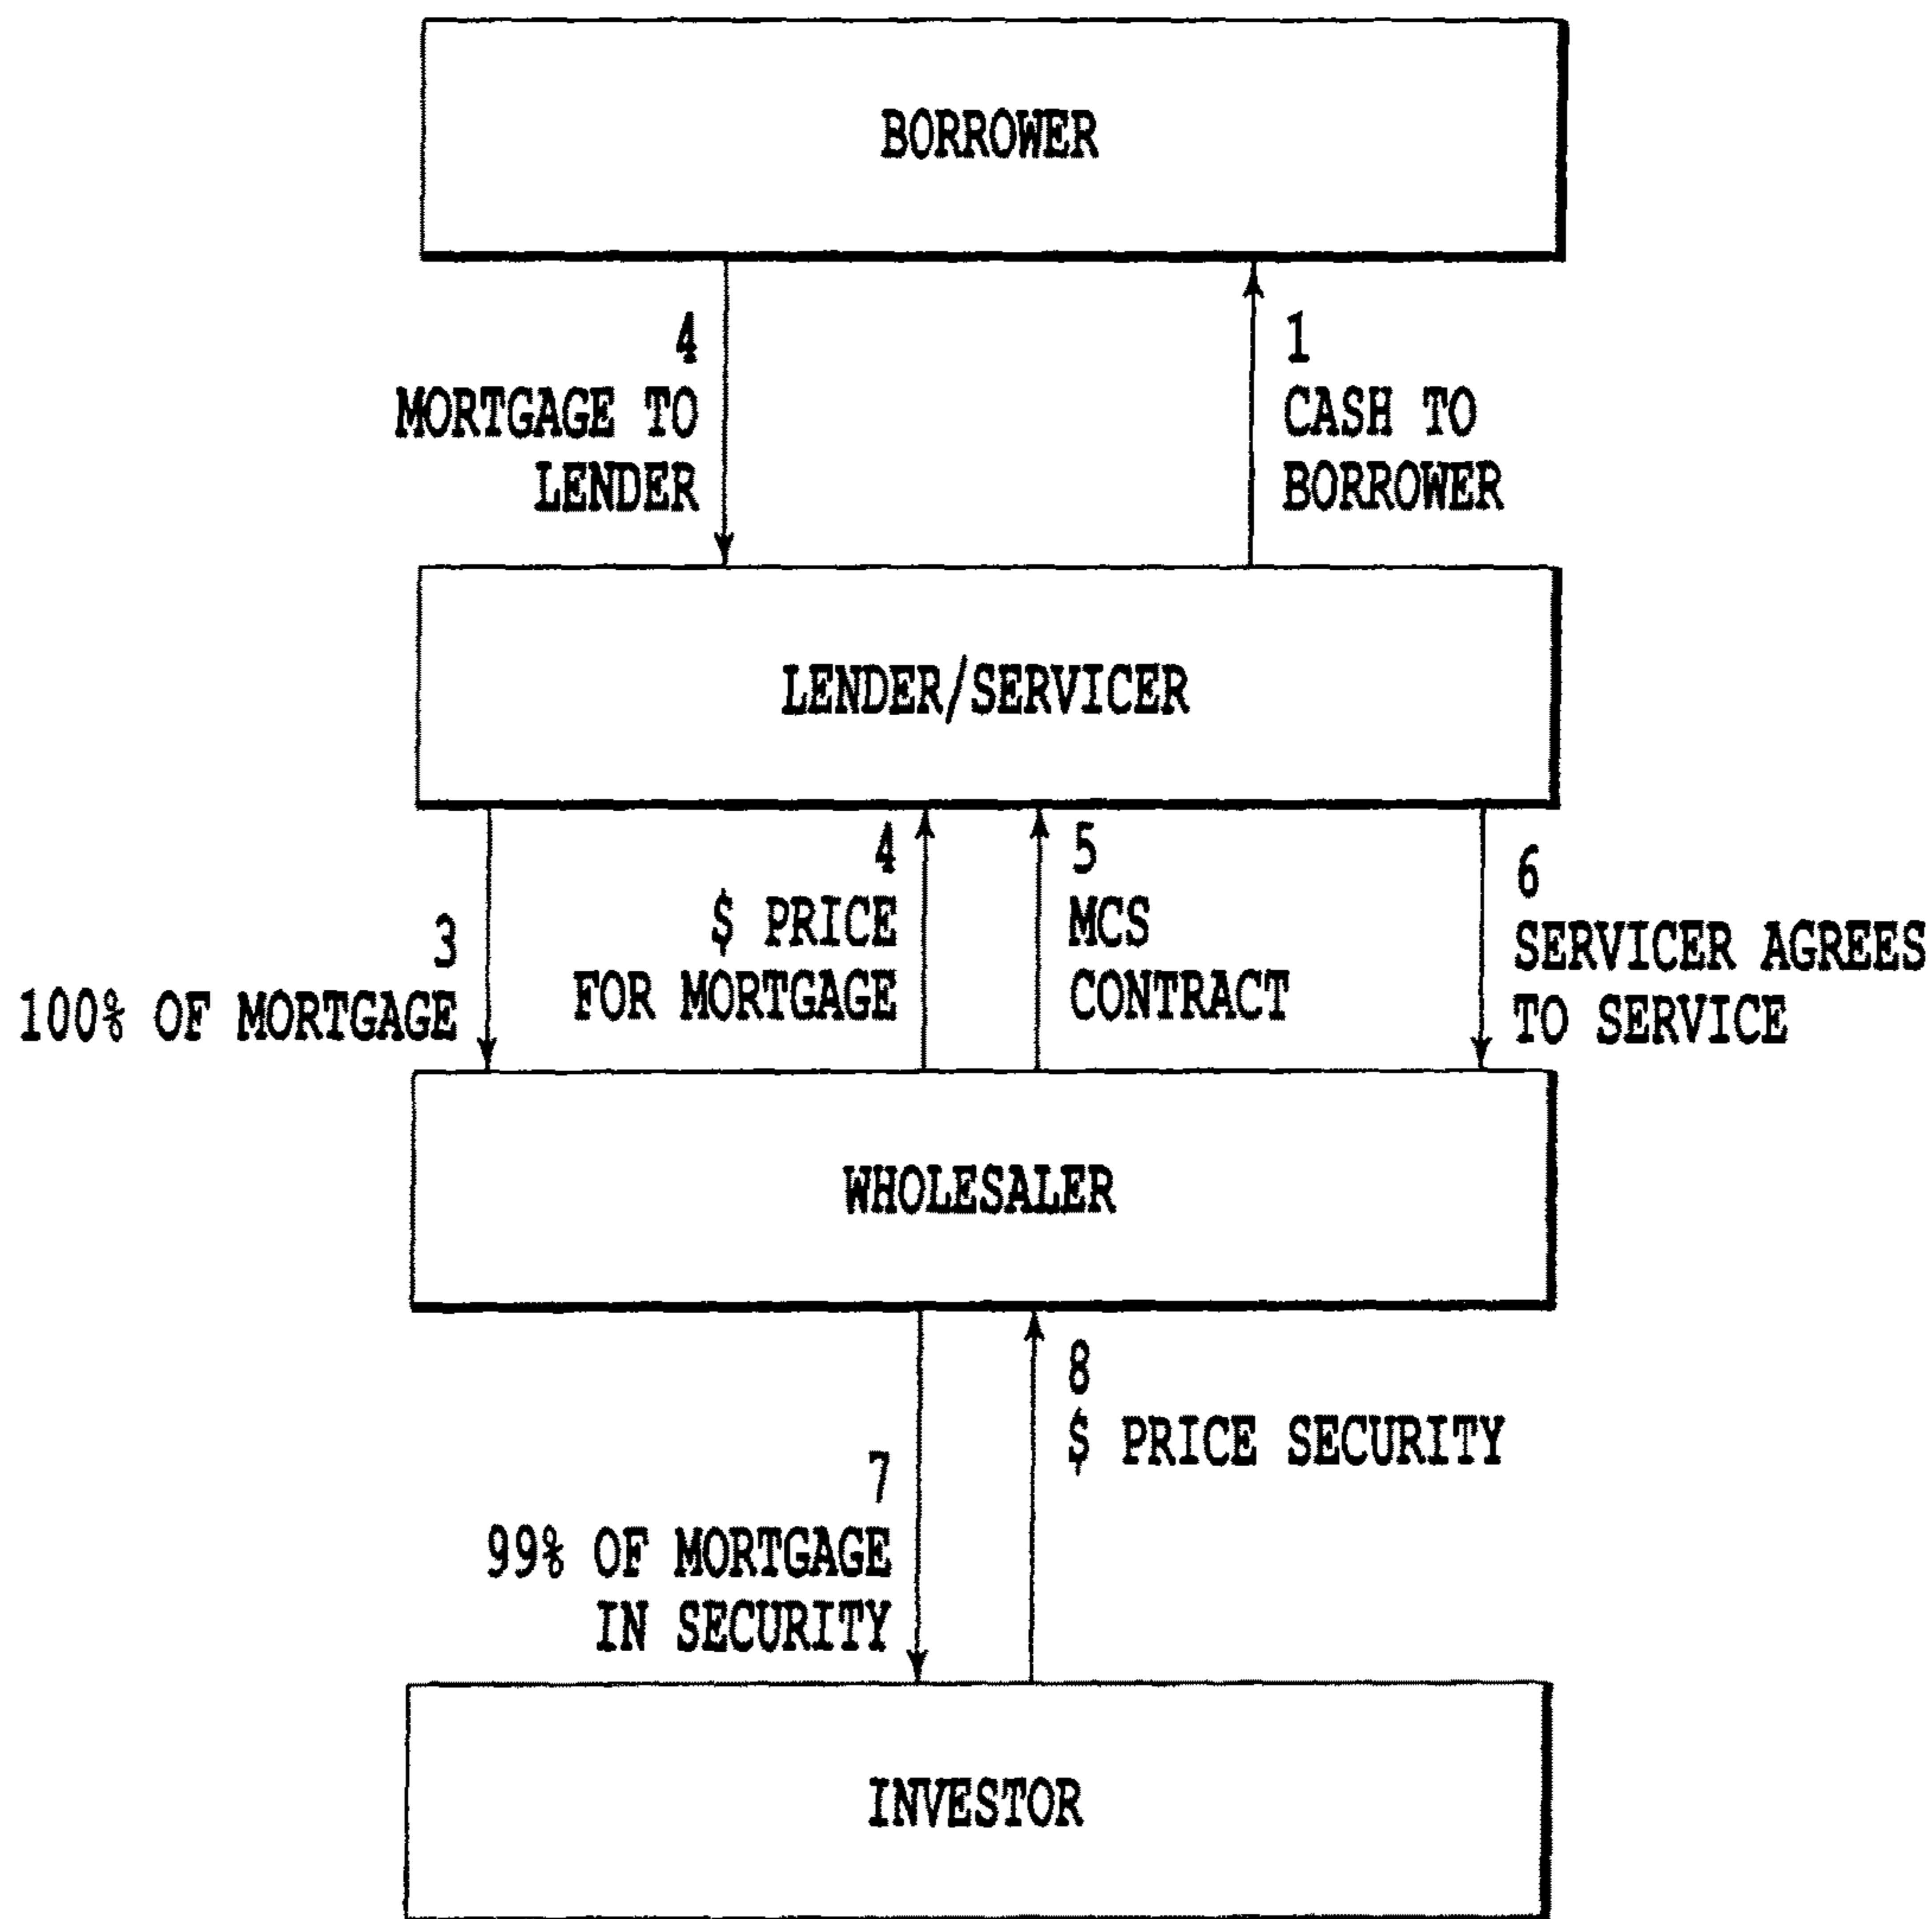 BORROWER
4
MORTGAGE TO
LENDER
1
CASH TO
BORROWER
LENDER/SERVICER
3
100% OF MORTGAGE
4
$ PRICE
FOR MORTGAGE
5
MCS
CONTRACT
6
SERVICER AGREES
TO SERVICE
WHOLESALER
7
99% OF MORTGAGE
IN SECURITY
8
$ PRICE SECURITY
INVESTOR